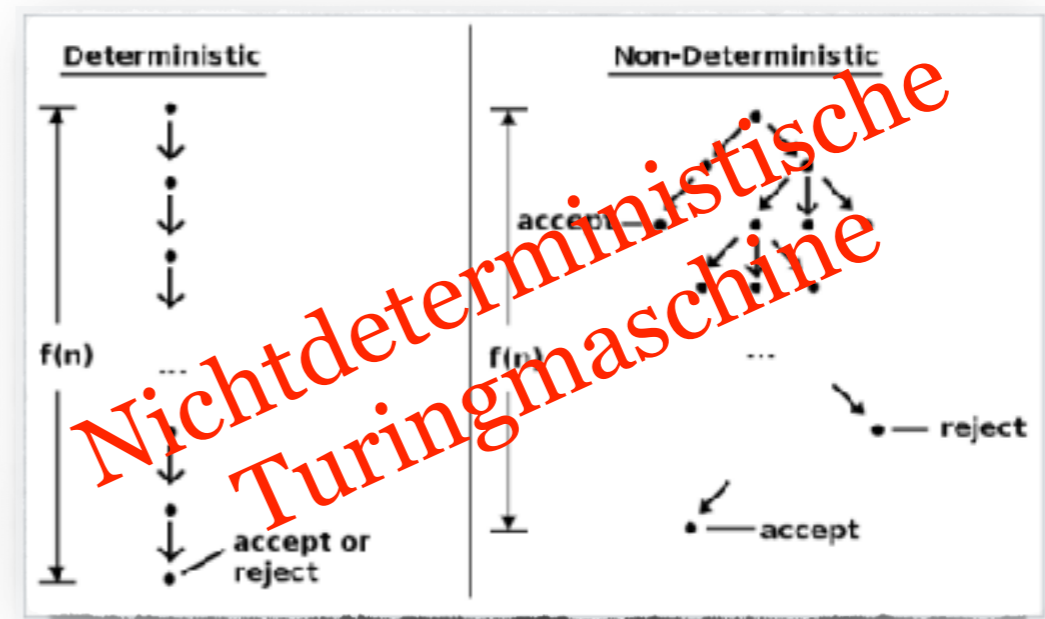 Deterministic
Non-Deterministic
Nichtdeterministische
Turingmaschine
accept
f(n)
f(n)
...
...
reject
accept
accept or
reject